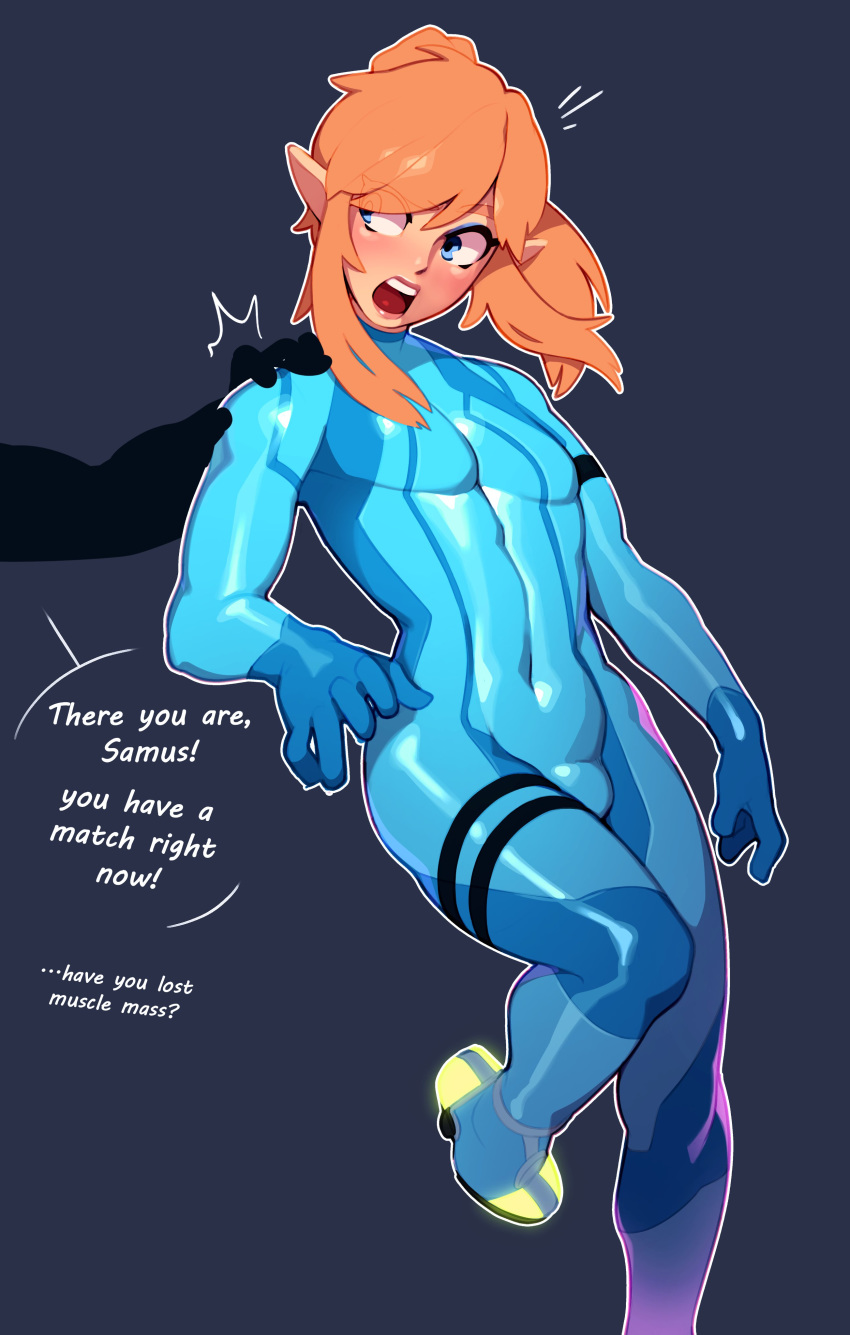 There you are,
Samus!
you have a
match right
now!
...have you lost
muscle mass?